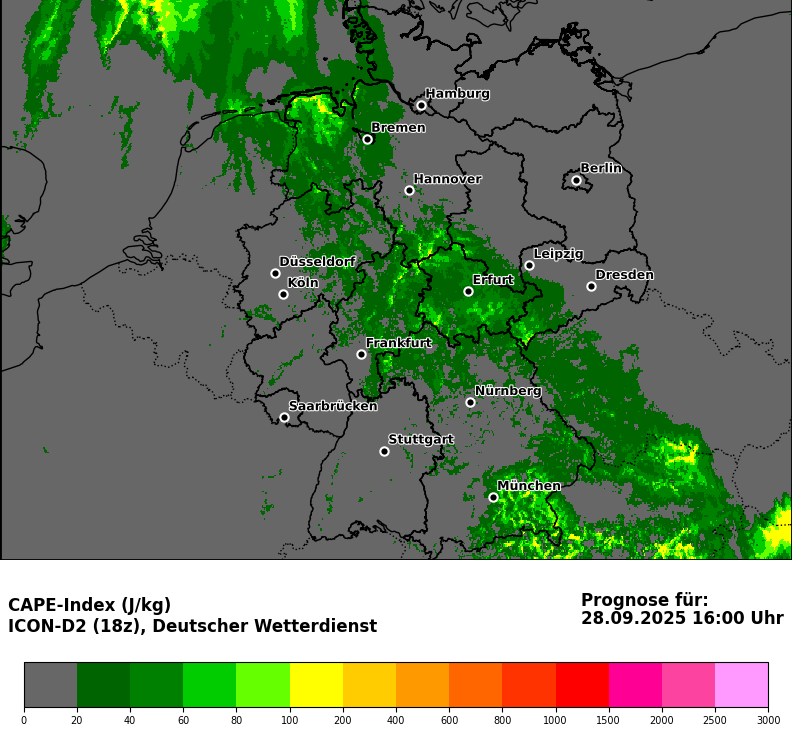 Hamburg
Bremen
Berlin
Hannover
Leipzig
Düsseldorf
Dresden
Erfurt
Köln
Frankfurt
Nürnberg
Saarbrücken
Stuttgart
München
CAPE-Index (J/kg)
ICON-D2 (18z), Deutscher Wetterdienst
Prognose für:
28.09.2025 16:00 Uhr
0 20 40 60 80 100 200 400 600 800 1000 1500 2000 2500 3000